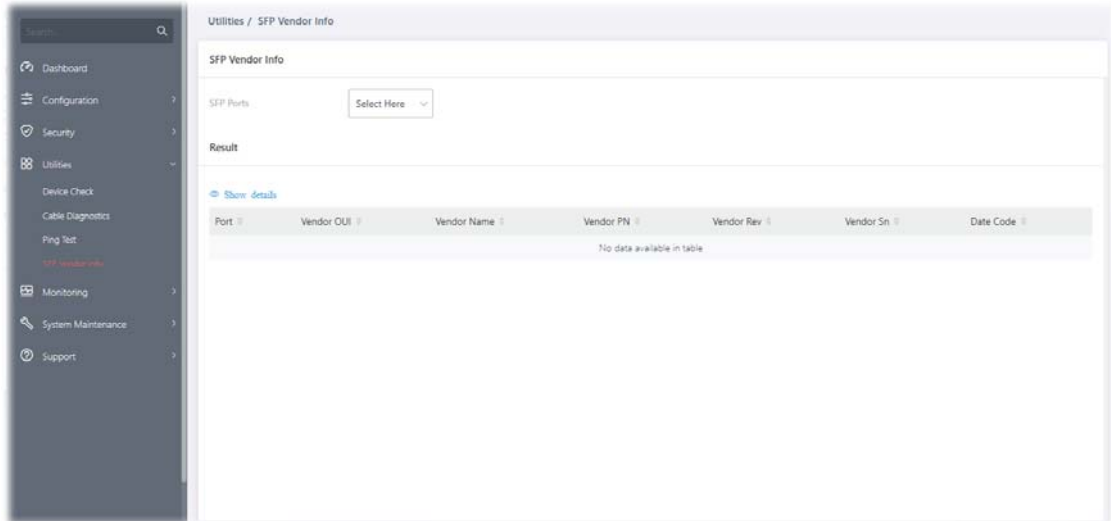 Search...
Dashboard
Configuration
Security
Utilities
Device Check
Cable Diagnostics
Ping Test
SFP vendor info
Monitoring
System Maintenance
Support
Utilities / SFP Vendor Info
SFP Vendor Info
SFP Ports Select Here
Result
Show details
Port Vendor OUI Vendor Name Vendor PN Vendor Rev Vendor Sn Date Code
No data available in table